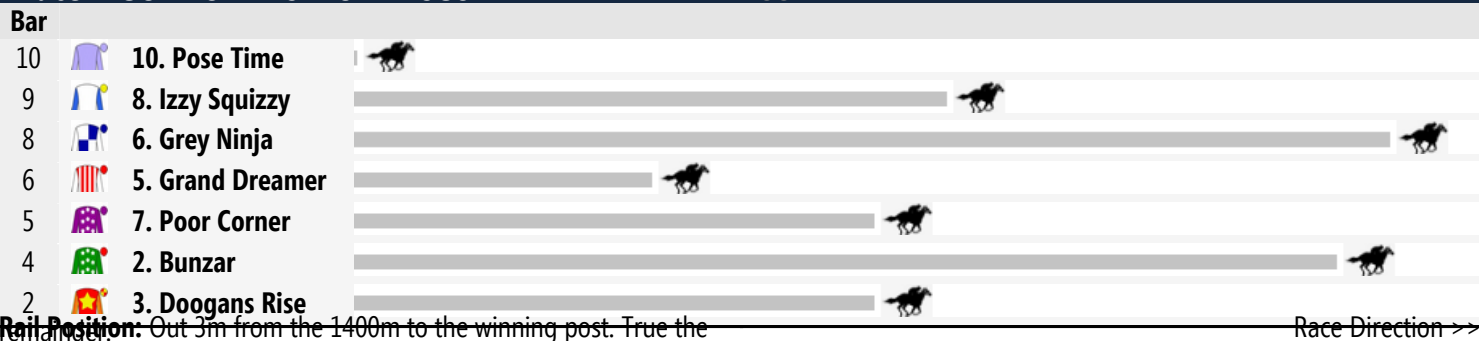 Bar
10 10. Pose Time
9 8. Izzy Squizzy
8 6. Grey Ninja
6 5. Grand Dreamer
5 7. Poor Corner
4 2. Bunzar
2 3. Doogans Rise
Rail Position: Out 3m from the 1400m to the winning post. True the Race Direction >>
remainder.